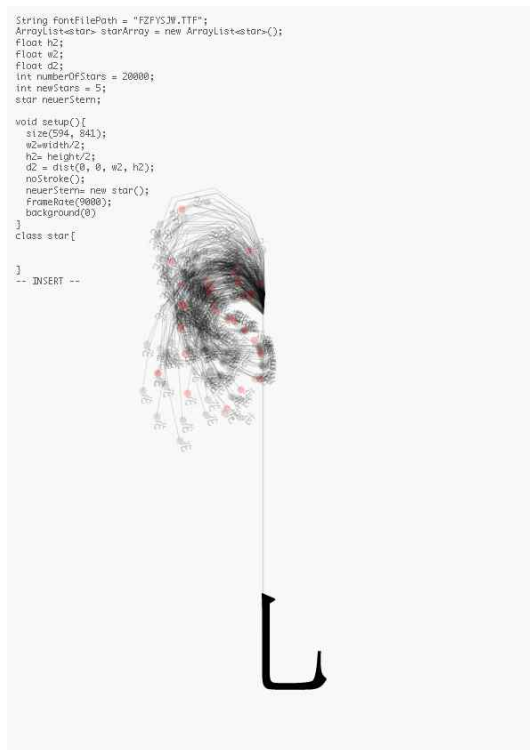 String fontFilePath = "FZFYSJW.TTF";
ArrayList<star> starArray = new ArrayList<star>();
float h2;
float w2;
float d2;
int numberOfStars = 20000;
int newStars = 5;
star neuerStern;
void setup(){
size(594, 841);
w2=width/2;
h2= height/2;
d2 = dist(0, 0, w2, h2);
noStroke();
neuerStern= new star();
frameRate(9000);
background(0)
}
class star{
}
-- INSERT --